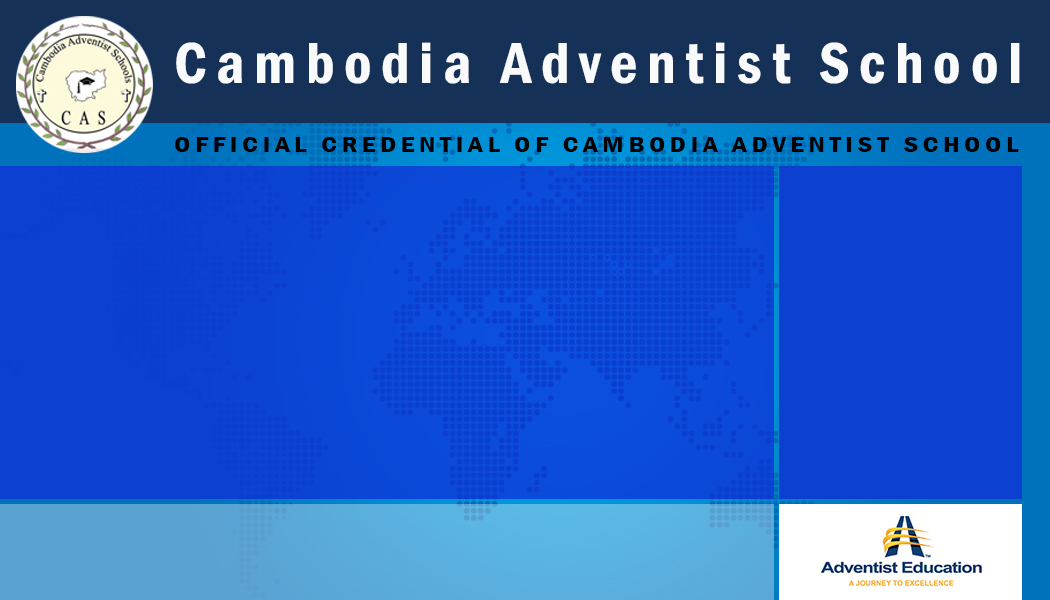 Cambodia Adventist Schools
CAS
Cambodia Adventist School
OFFICIAL CREDENTIAL OF CAMBODIA ADVENTIST SCHOOL
Adventist Education
A JOURNEY TO EXCELLENCE